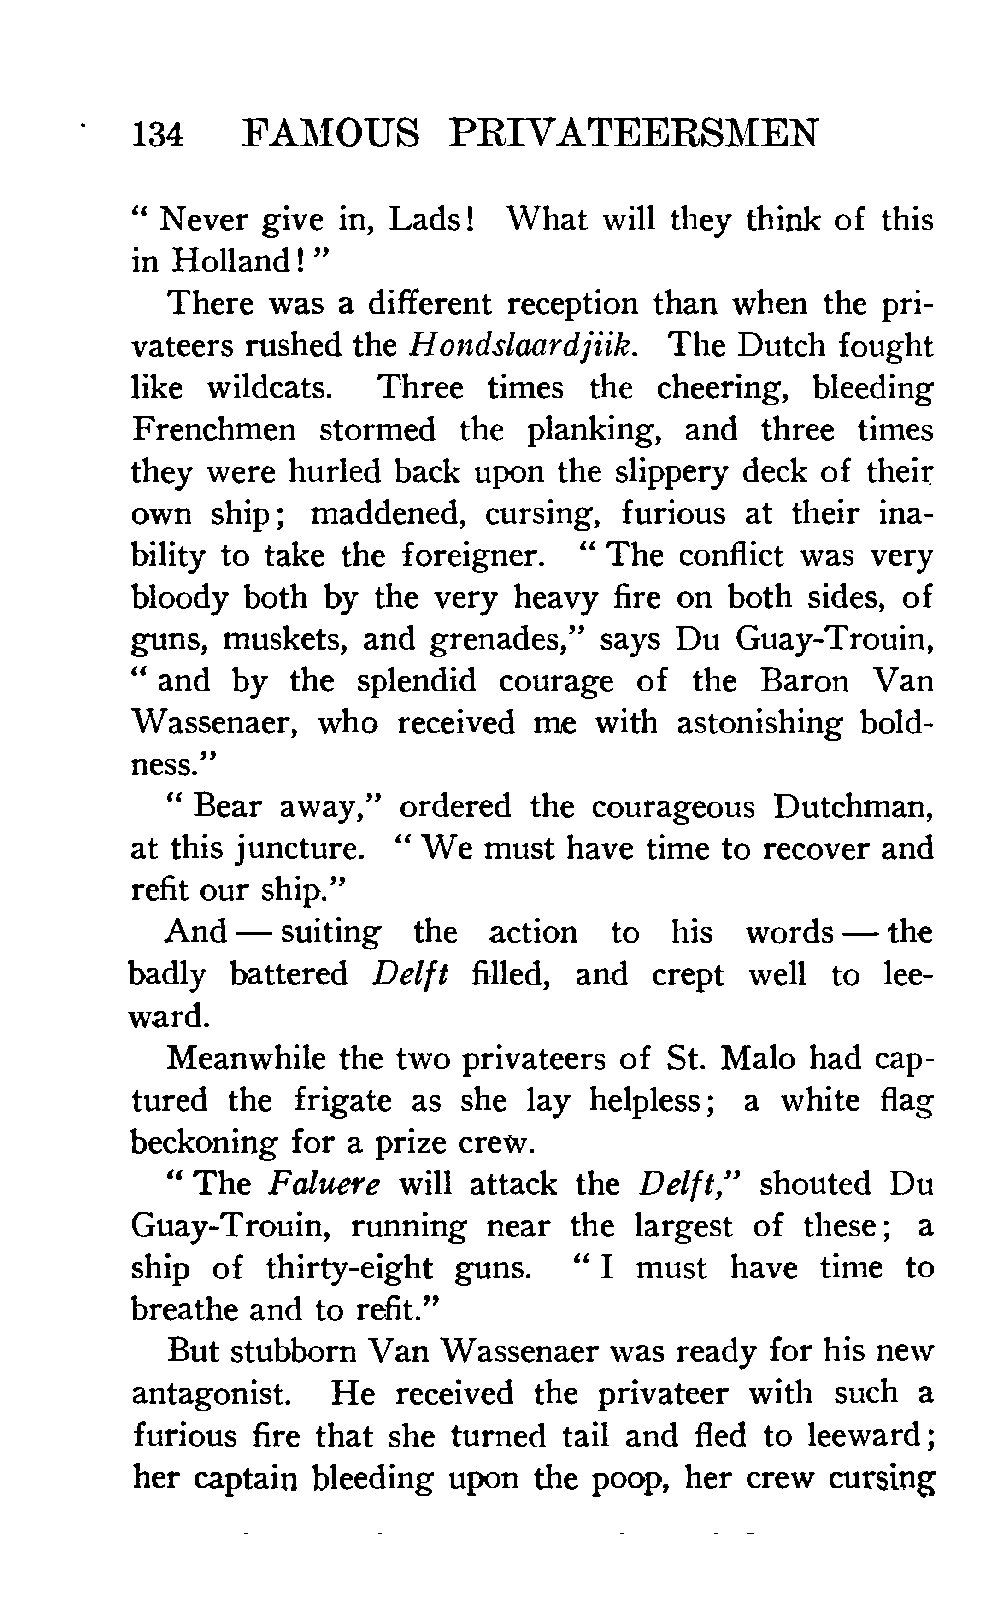 134 FAMOUS PRIVATEERSMEN
“ Never give in, Lads! What will they think of this
in Holland! ”
There was a different reception than when the pri-
vateers rushed the Hondslaardjiik. The Dutch fought
like wildcats. Three times the cheering, bleeding
Frenchmen stormed the planking, and three times
they were hurled back upon the slippery deck of their
own ship; maddened, cursing, furious at their ina-
bility to take the foreigner. “ The conflict was very
bloody both by the very heavy fire on both sides, of
guns, muskets, and grenades,” says Du Guay-Trouin,
“ and by the splendid courage of the Baron Van
Wassenaer, who received me with astonishing bold-
ness.”
“ Bear away,” ordered the courageous Dutchman,
at this juncture. “ We must have time to recover and
refit our ship.”
And — suiting the action to his words — the
badly battered Delft filled, and crept well to lee-
ward.
Meanwhile the two privateers of St. Malo had cap-
tured the frigate as she lay helpless; a white flag
beckoning for a prize crew.
“ The Faluere will attack the Delft,” shouted Du
Guay-Trouin, running near the largest of these; a
ship of thirty-eight guns. “ I must have time to
breathe and to refit.”
But stubborn Van Wassenaer was ready for his new
antagonist. He received the privateer with such a
furious fire that she turned tail and fled to leeward;
her captain bleeding upon the poop, her crew cursing